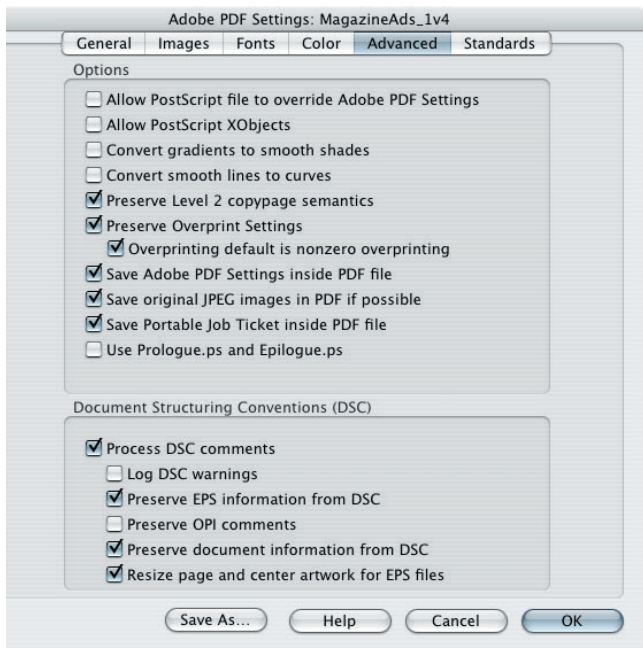 Adobe PDF Settings: MagazineAds_1v4
General Images Fonts Color Advanced Standards
Options
Allow PostScript file to override Adobe PDF Settings
Allow PostScript XObjects
Convert gradients to smooth shades
Convert smooth lines to curves
Preserve Level 2 copypage semantics
Preserve Overprint Settings
Overprinting default is nonzero overprinting
Save Adobe PDF Settings inside PDF file
Save original JPEG images in PDF if possible
Save Portable Job Ticket inside PDF file
Use Prologue.ps and Epilogue.ps
Document Structuring Conventions (DSC)
Process DSC comments
Log DSC warnings
Preserve EPS information from DSC
Preserve OPI comments
Preserve document information from DSC
Resize page and center artwork for EPS files
Save As... Help Cancel OK